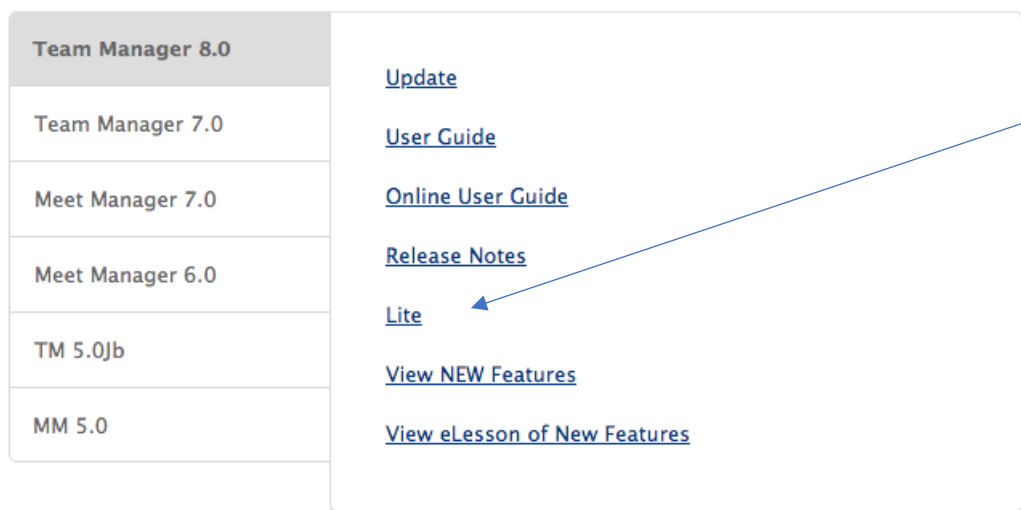 Team Manager 8.0
Team Manager 7.0
Meet Manager 7.0
Meet Manager 6.0
TM 5.0Jb
MM 5.0
Update
User Guide
Online User Guide
Release Notes
Lite
View NEW Features
View eLesson of New Features